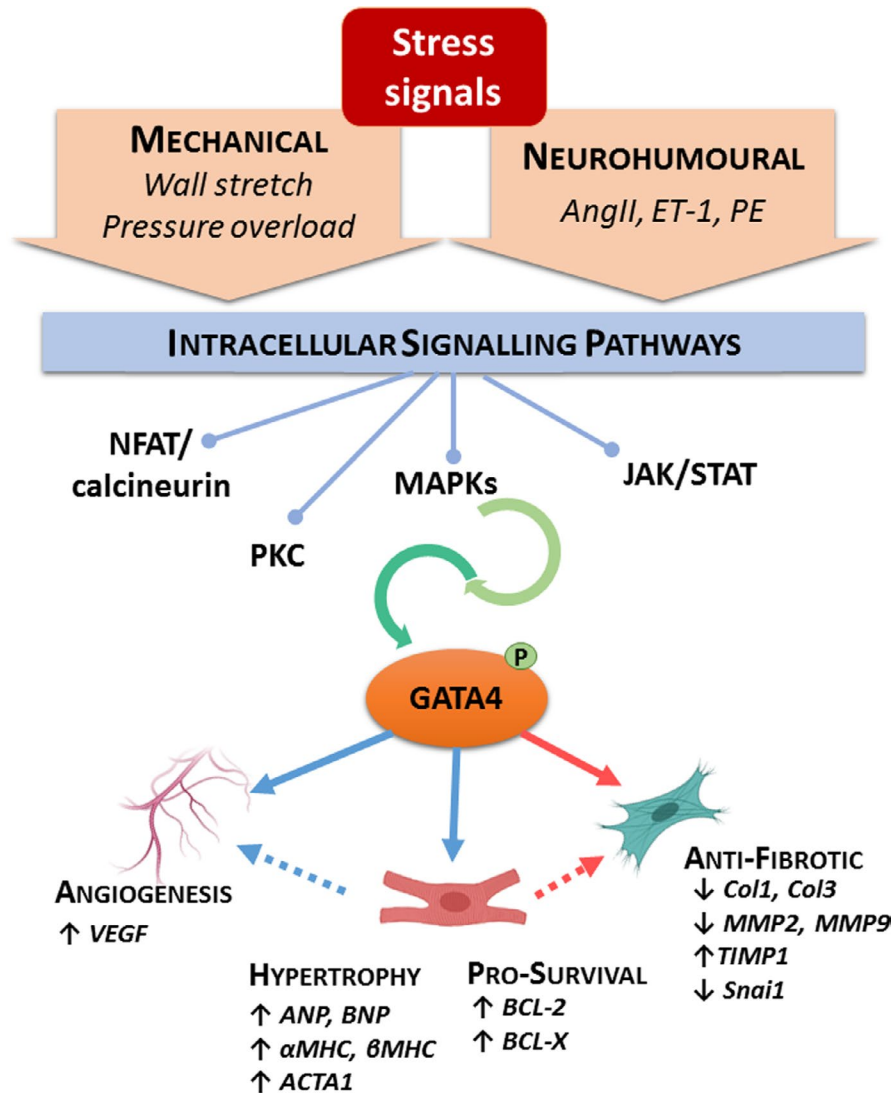 Stress
signals
MECHANICAL
Wall stretch
Pressure overload
NEUROHUMOURAL
AngII, ET-1, PE
INTRACELLULAR SIGNALLING PATHWAYS
NFAT/
calcineurin
PKC
MAPKs
JAK/STAT
P
GATA4
ANGIOGENESIS
↑ VEGF
HYPERTROPHY
↑ ANP, BNP
↑ αMHC, βMHC
↑ ACTA1
PRO-SURVIVAL
↑ BCL-2
↑ BCL-X
ANTI-FIBROTIC
↓ Col1, Col3
↓ MMP2, MMP9
↑ TIMP1
↓ Snai1